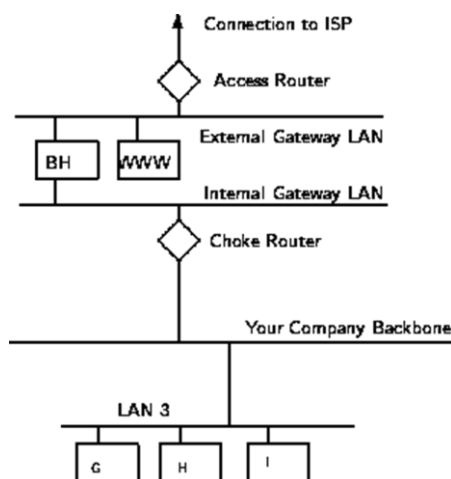 Connection to ISP
Access Router
External Gateway LAN
BH
WWW
Internal Gateway LAN
Choke Router
Your Company Backbone
LAN 3
G
H
I